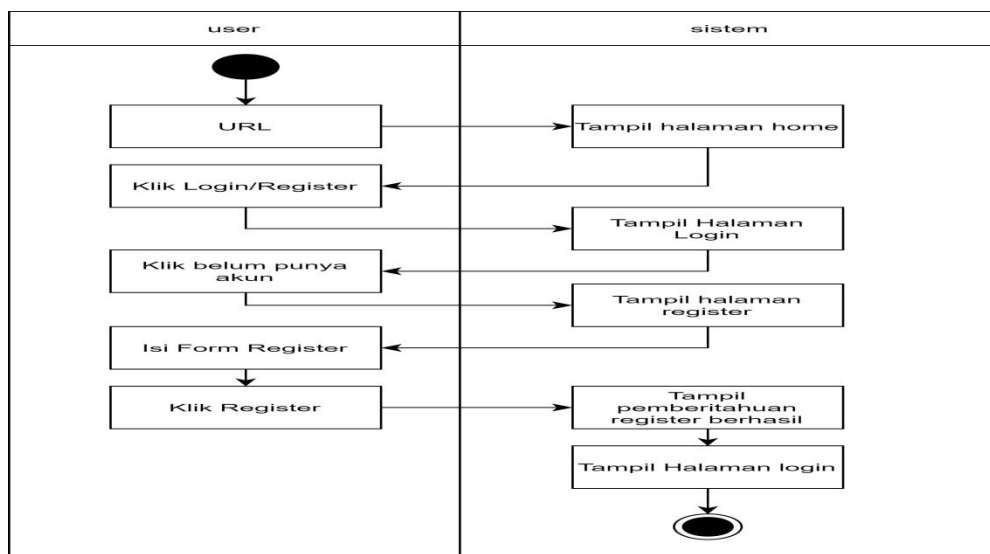 user
sistem
URL
Tampil halaman home
Klik Login/Register
Tampil Halaman
Login
Klik belum punya
akun
Tampil halaman
register
Isi Form Register
Klik Register
Tampil
pemberitahuan
register berhasil
Tampil Halaman login